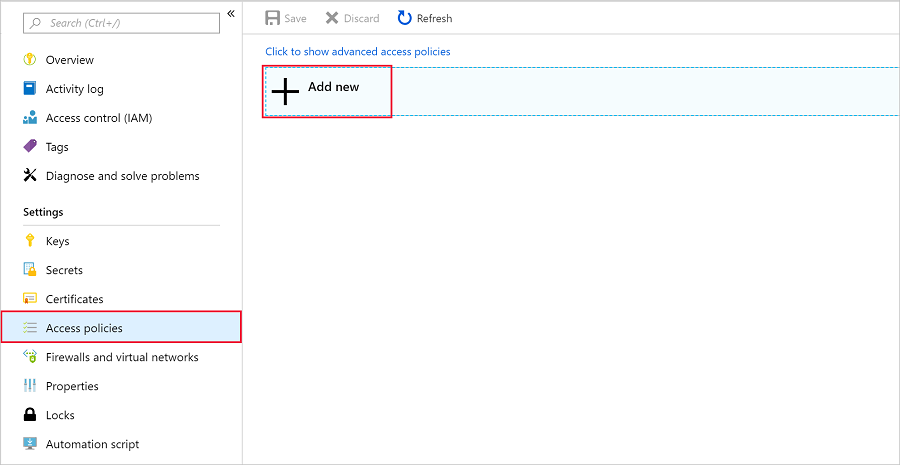 Search (Ctrl+/)
«
Overview
Activity log
Access control (IAM)
Tags
Diagnose and solve problems
Settings
Keys
Secrets
Certificates
Access policies
Firewalls and virtual networks
Properties
Locks
Automation script
Save Discard Refresh
Click to show advanced access policies
Add new